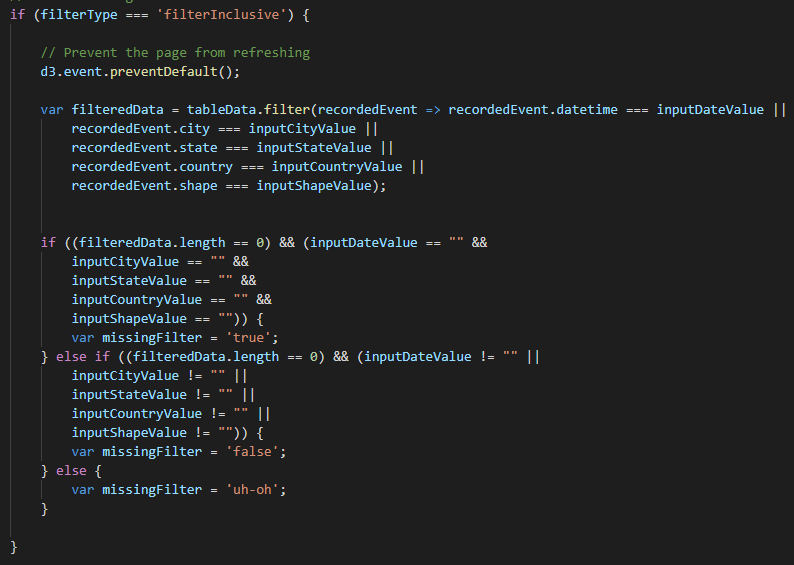 if (filterType === 'filterInclusive') {
// Prevent the page from refreshing
d3.event.preventDefault();
var filteredData = tableData.filter(recordedEvent => recordedEvent.datetime === inputDateValue ||
recordedEvent.city === inputCityValue ||
recordedEvent.state === inputStateValue ||
recordedEvent.country === inputCountryValue ||
recordedEvent.shape === inputShapeValue);
if ((filteredData.length == 0) && (inputDateValue == "" &&
inputCityValue == "" &&
inputStateValue == "" &&
inputCountryValue == "" &&
inputShapeValue == "")) {
var missingFilter = 'true';
} else if ((filteredData.length == 0) && (inputDateValue != "" ||
inputCityValue != "" ||
inputStateValue != "" ||
inputCountryValue != "" ||
inputShapeValue != "")) {
var missingFilter = 'false';
} else {
var missingFilter = 'uh-oh';
}
}